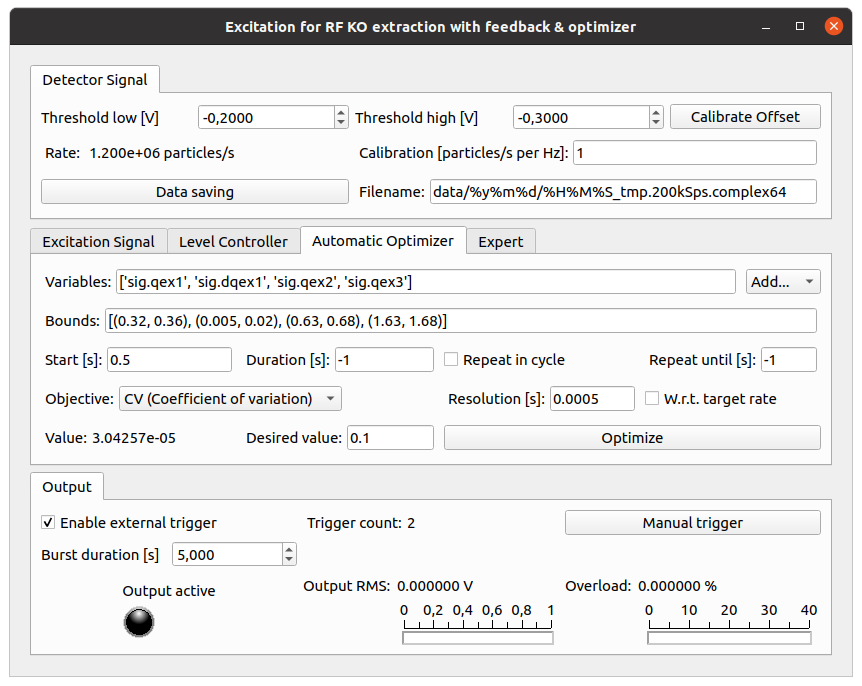 Excitation for RF KO extraction with feedback & optimizer
Detector Signal
Threshold low [V] -0,2000 Threshold high [V] -0,3000 Calibrate Offset
Rate: 1.200e+06 particles/s Calibration [particles/s per Hz]: 1
Data saving Filename: data/%y%m%d/%H%M%S_tmp.200kSps.complex64
Excitation Signal Level Controller Automatic Optimizer Expert
Variables: ['sig.qex1', 'sig.dqex1', 'sig.qex2', 'sig.qex3'] Add...
Bounds: [(0.32, 0.36), (0.005, 0.02), (0.63, 0.68), (1.63, 1.68)]
Start [s]: 0.5 Duration [s]: -1 Repeat in cycle Repeat until [s]: -1
Objective: CV (Coefficient of variation) Resolution [s]: 0.0005 W.r.t. target rate
Value: 3.04257e-05 Desired value: 0.1 Optimize
Output
Enable external trigger Trigger count: 2 Manual trigger
Burst duration [s] 5,000
Output active Output RMS: 0.000000 V Overload: 0.000000 %
0 0,2 0,4 0,6 0,8 1 0 10 20 30 40